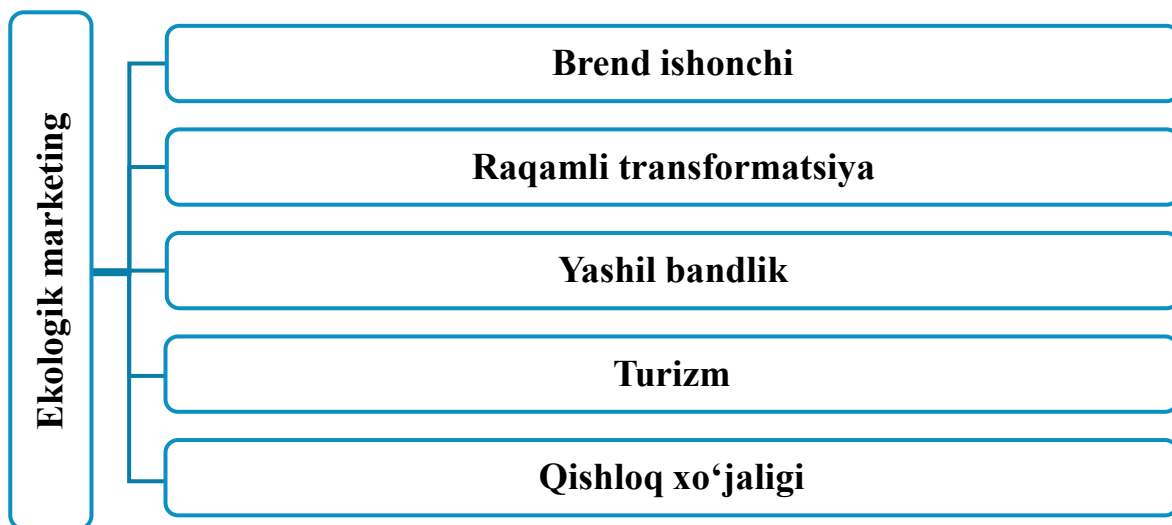 Ekologik marketing
Brend ishonchi
Raqamli transformatsiya
Yashil bandlik
Turizm
Qishloq xo‘jaligi